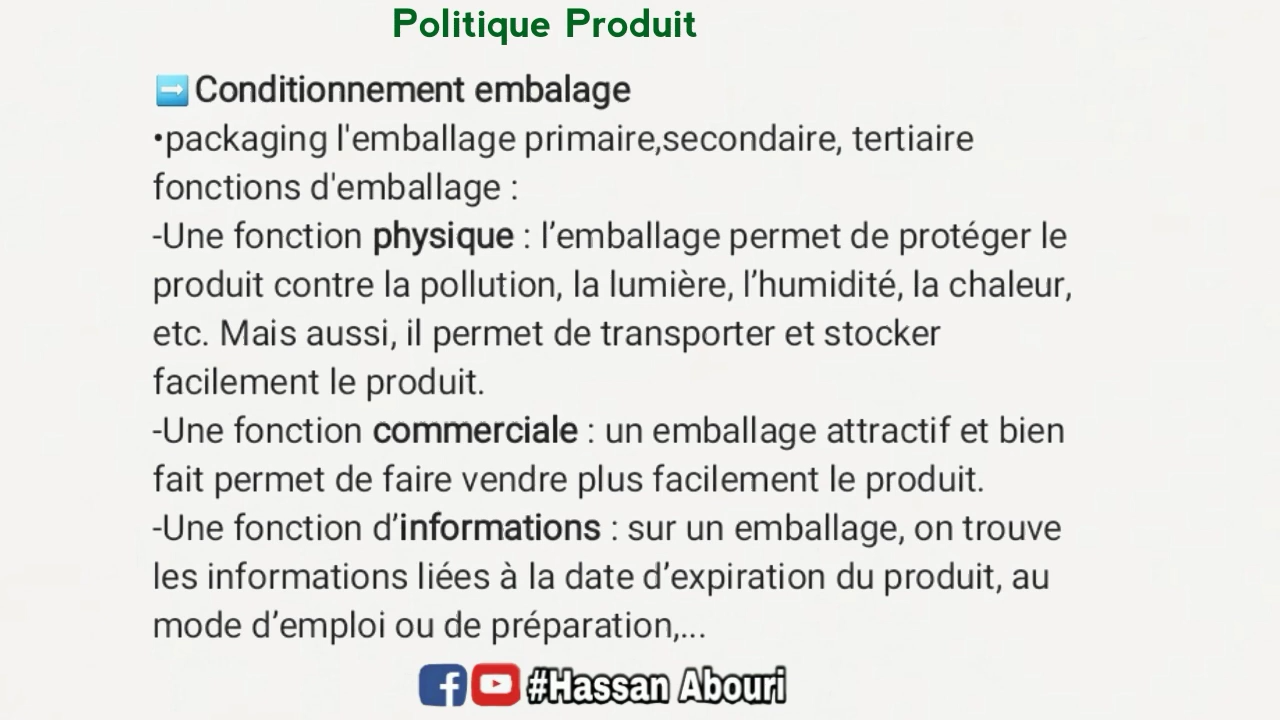 Politique Produit
➡ Conditionnement embalage
•packaging l'emballage primaire,secondaire, tertiaire
fonctions d'emballage :
-Une fonction physique : l’emballage permet de protéger le
produit contre la pollution, la lumière, l’humidité, la chaleur,
etc. Mais aussi, il permet de transporter et stocker
facilement le produit.
-Une fonction commerciale : un emballage attractif et bien
fait permet de faire vendre plus facilement le produit.
-Une fonction d’informations : sur un emballage, on trouve
les informations liées à la date d’expiration du produit, au
mode d’emploi ou de préparation,...
#Hassan Abouri